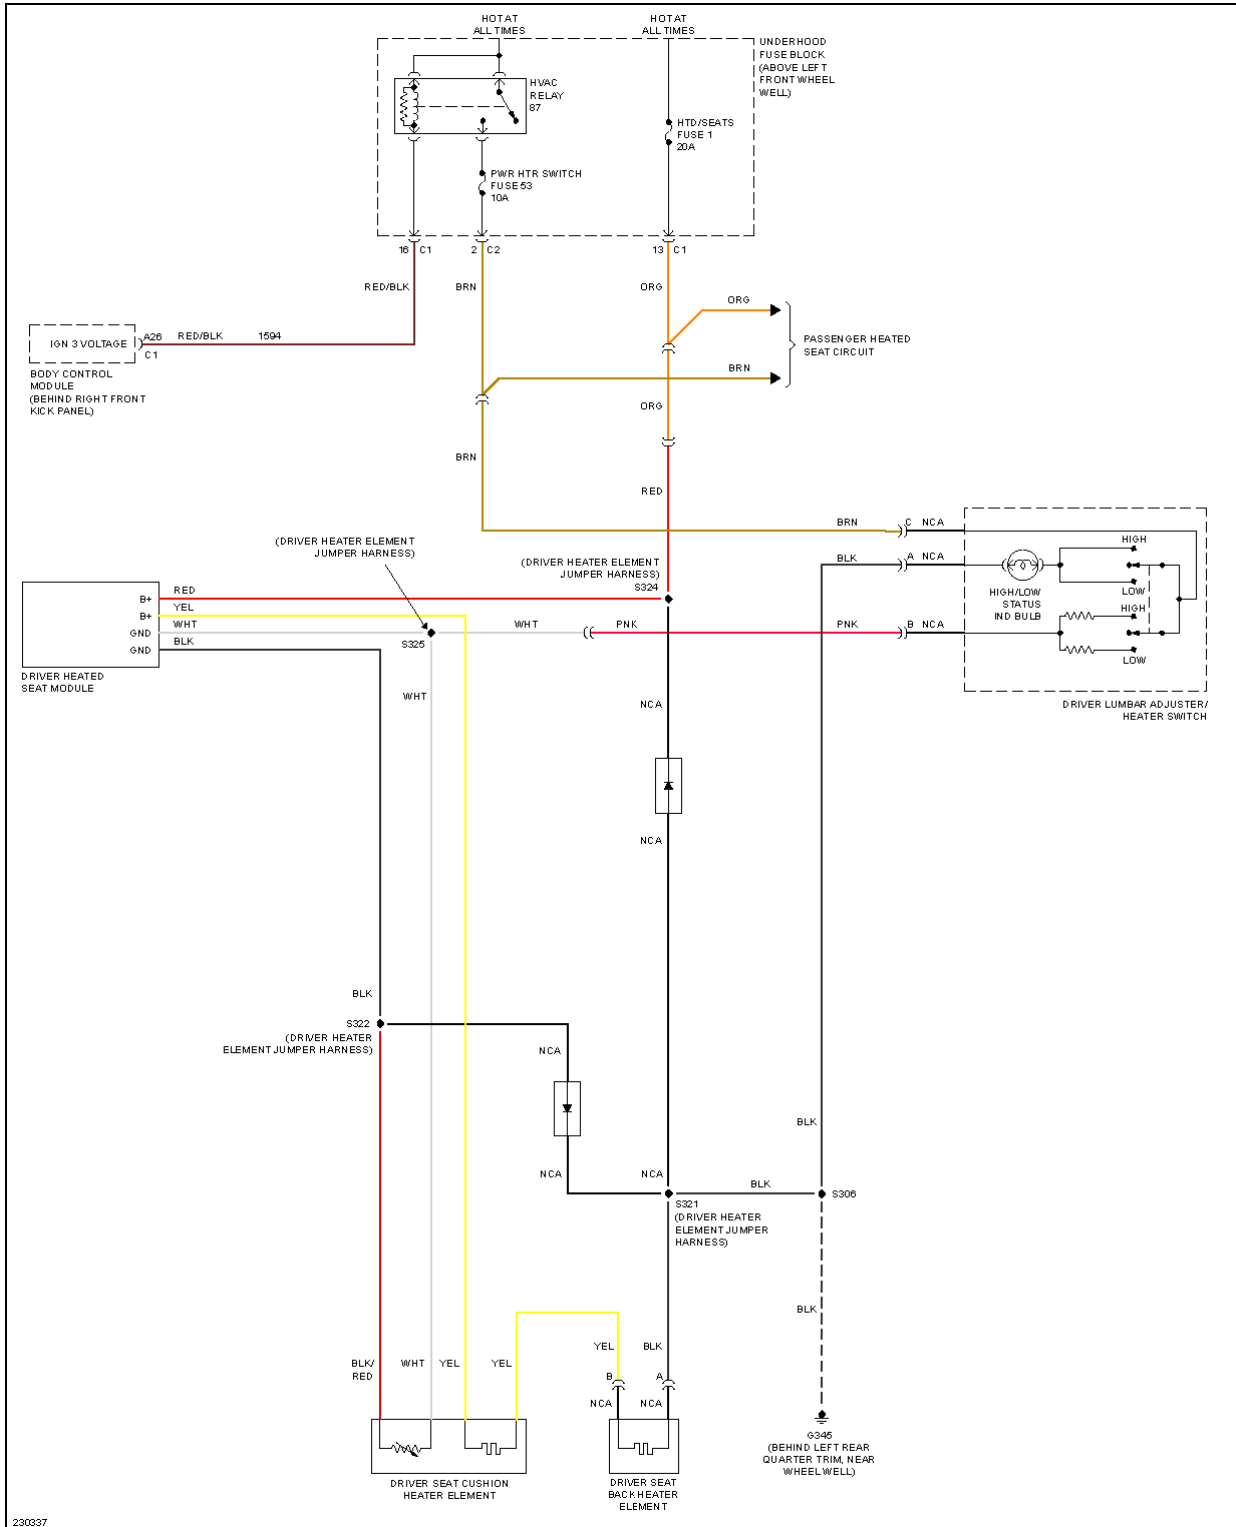 HOT AT
ALL TIMES
HOT AT
ALL TIMES
UNDERHOOD
FUSE BLOCK
(ABOVE LEFT
FRONT WHEEL
WELL)
HVAC
RELAY
87
HTD/SEATS
FUSE 1
20A
PWR HTR SWITCH
FUSE 53
10A
16 C1
2 C2
13 C1
RED/BLK
BRN
ORG
ORG
IGN 3 VOLTAGE
A26
RED/BLK
1594
C1
PASSENGER HEATED
SEAT CIRCUIT
BODY CONTROL
MODULE
(BEHIND RIGHT FRONT
KICK PANEL)
BRN
ORG
BRN
RED
BRN
C
NCA
(DRIVER HEATER ELEMENT
JUMPER HARNESS)
HIGH
(DRIVER HEATER ELEMENT
JUMPER HARNESS)
S324
BLK
A
NCA
HIGH/LOW
STATUS
IND BULB
LOW
HIGH
B+
RED
B+
YEL
GND
WHT
GND
BLK
S325
WHT
PNK
PNK
B
NCA
LOW
DRIVER HEATED
SEAT MODULE
WHT
NCA
DRIVER LUMBAR ADJUSTER/
HEATER SWITCH
NCA
BLK
S322
(DRIVER HEATER
ELEMENT JUMPER HARNESS)
NCA
BLK
NCA
NCA
BLK
S321
(DRIVER HEATER
ELEMENT JUMPER
HARNESS)
S306
BLK
YEL
BLK
BLK/
RED
WHT
YEL
YEL
B
A
NCA
NCA
G345
(BEHIND LEFT REAR
QUARTER TRIM, NEAR
WHEEL WELL)
DRIVER SEAT CUSHION
HEATER ELEMENT
DRIVER SEAT
BACK HEATER
ELEMENT
230337